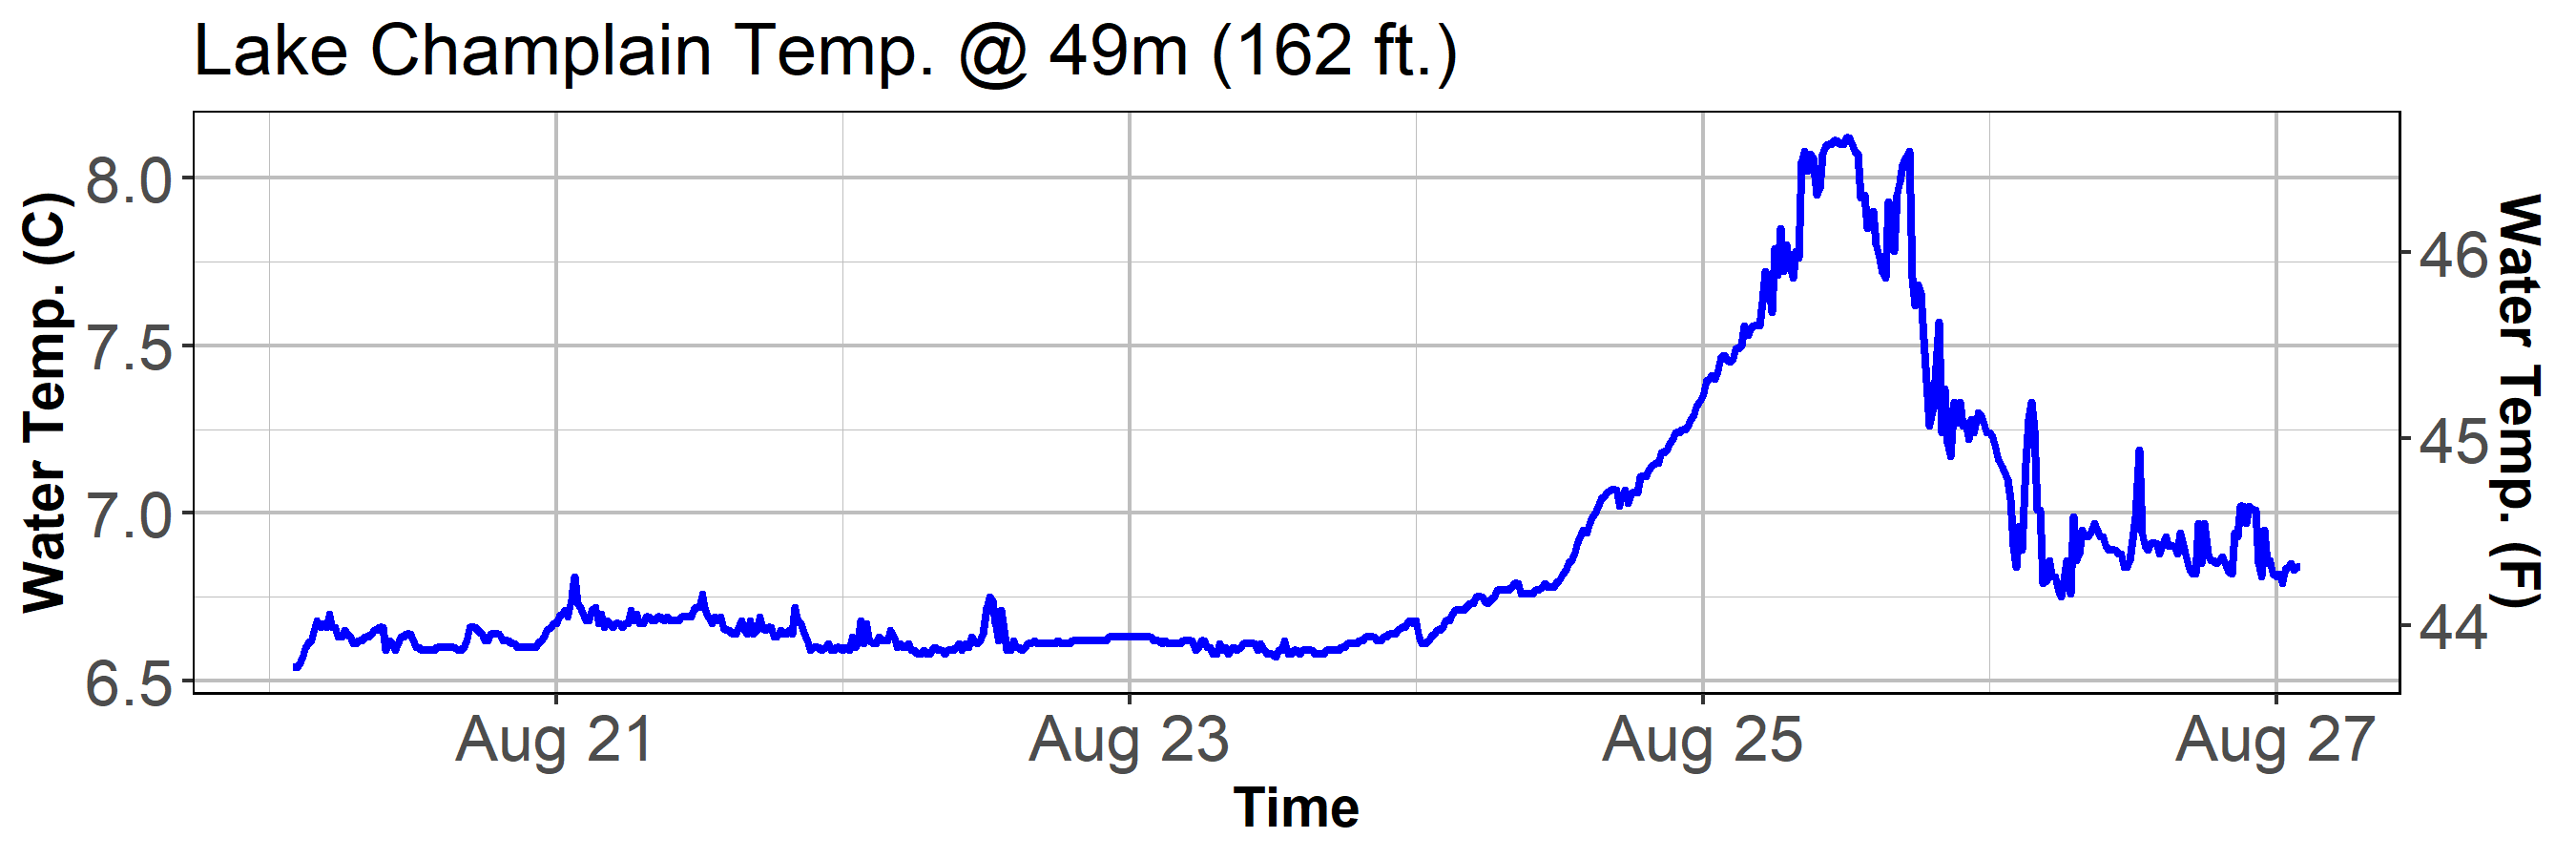 Lake Champlain Temp. @ 49m (162 ft.)
Water Temp. (C)
8.0
7.5
7.0
6.5
46
45
44
Water Temp. (F)
Aug 21
Aug 23
Aug 25
Aug 27
Time